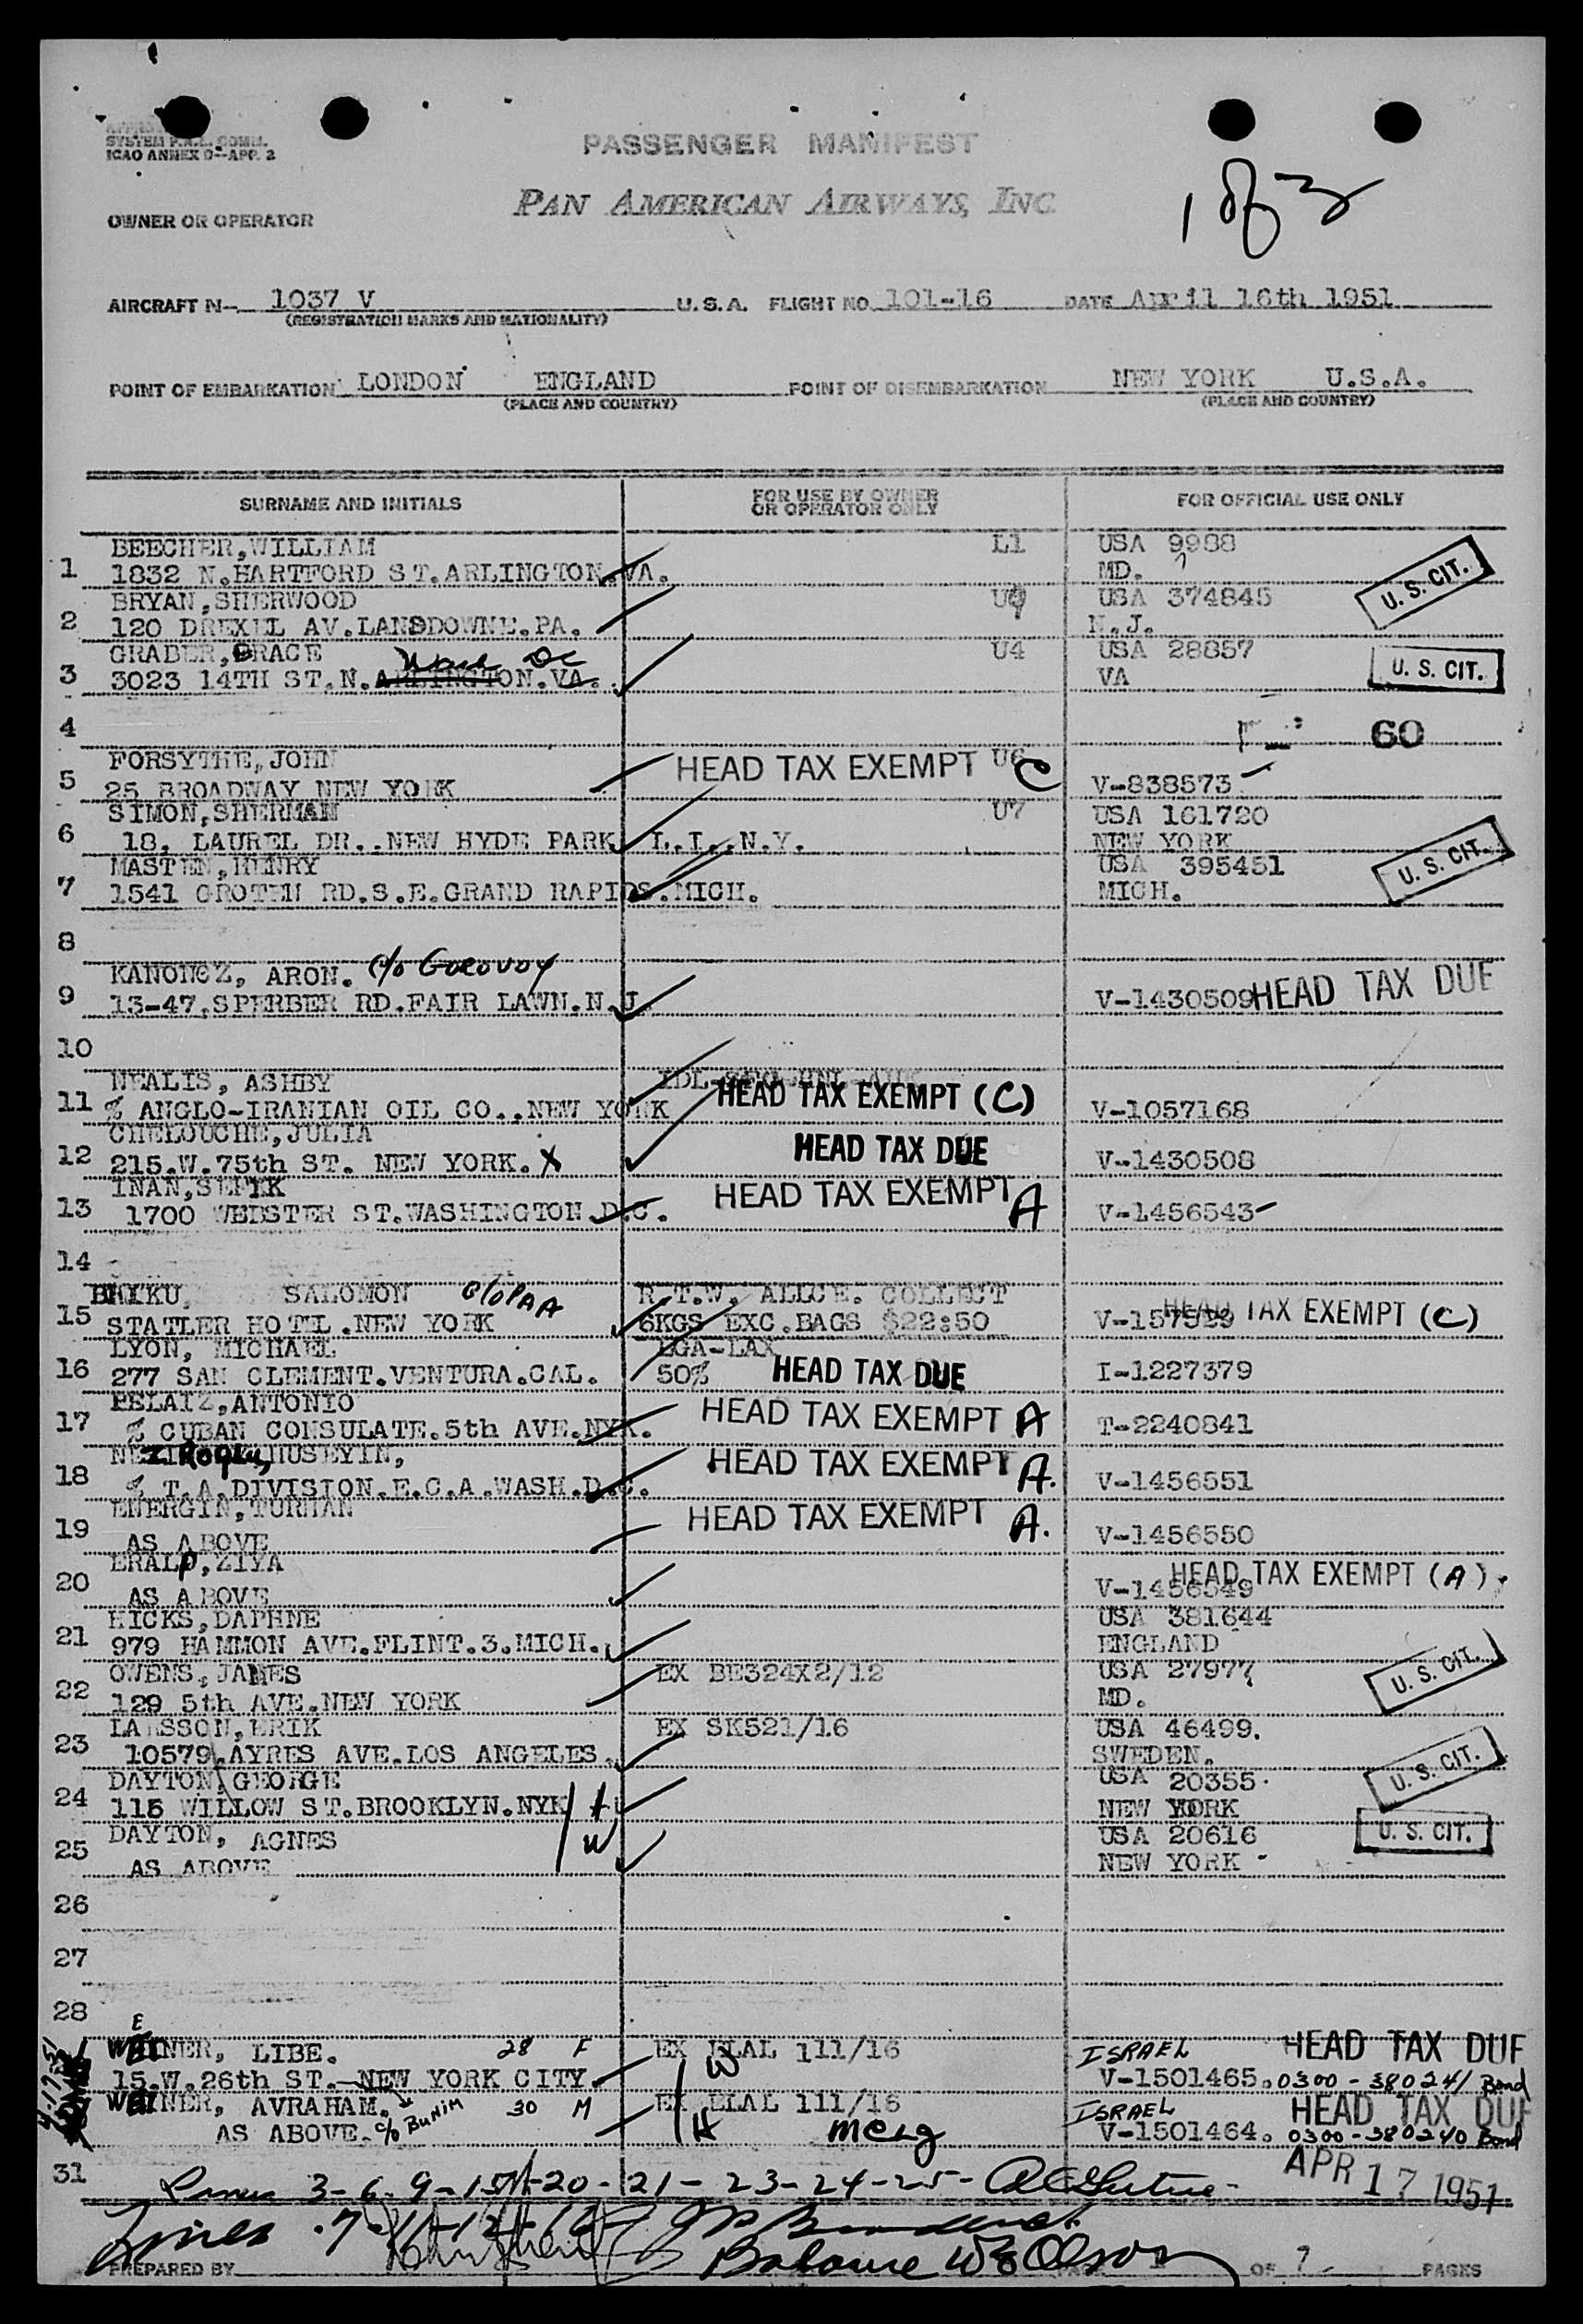 SYSTEM P.A.A. COMM.
ICAO ANNEX 9--APP. 2
PASSENGER MANIFEST
PAN AMERICAN AIRWAYS, INC
OWNER OR OPERATOR
1 of 3
AIRCRAFT N- 1037 V U.S.A. FLIGHT NO. 101-16 DATE April 16th 1951
(REGISTRATION MARKS AND NATIONALITY)
POINT OF EMBARKATION LONDON ENGLAND POINT OF DISEMBARKATION NEW YORK U.S.A.
(PLACE AND COUNTRY) (PLACE AND COUNTRY)
SURNAME AND INITIALS FOR USE BY OWNER OR OPERATOR ONLY FOR OFFICIAL USE ONLY
BEECHER,WILLIAM L1 USA 9988
1 1832 N.HARTFORD ST.ARLINGTON.VA. MD. U.S. CIT.
BRYAN,SHERWOOD USA 374845
2 120 DREXEL AV.LANSDOWNE.PA. N.J.
GRABER,GRACE Wash DC U4 USA 28857
3 3023 14TH ST.N.ARLINGTON.VA. VA U.S. CIT.
4 60
FORSYTHE,JOHN HEAD TAX EXEMPT U6 C
5 25 BROADWAY NEW YORK V-838573
SIMON,SHERMAN U7 USA 161720
6 18, LAUREL DR..NEW HYDE PARK L.I..N.Y. NEW YORK
MASTEN,HENRY USA 395451 U.S. CIT.
7 1541 GROTEN RD.S.E.GRAND RAPIDS.MICH. MICH.
8
KANONCZ, ARON. c/o Gorovoy
9 13-47,SPERBER RD.FAIR LAWN.N.J. V-1430509 HEAD TAX DUE
10
NEALIS, ASHBY
11 % ANGLO-IRANIAN OIL CO..NEW YORK HEAD TAX EXEMPT (C) V-1057168
CHELOUCHE,JULIA
12 215.W.75th ST. NEW YORK. X HEAD TAX DUE V-1430508
INAN,SEFIK
13 1700 WEBSTER ST.WASHINGTON.D.C. HEAD TAX EXEMPT A V-1456543
14
BRYKU, SALOMON c/o PAA R.T.W. ALLCE. COLLECT
15 STATLER HOTEL.NEW YORK 6KGS EXC.BAGS $22:50 V-157529 HEAD TAX EXEMPT (C)
LYON, MICHAEL LGA-LAX
16 277 SAN CLEMENT.VENTURA.CAL. 50% HEAD TAX DUE I-1227379
PELAIZ,ANTONIO
17 % CUBAN CONSULATE.5th AVE.NYK. HEAD TAX EXEMPT A T-2240841
HUSEYIN,
18 % T.A.DIVISION.E.C.A.WASH.D.C. HEAD TAX EXEMPT A. V-1456551
ENERGIN,TURHAN
19 AS ABOVE HEAD TAX EXEMPT A. V-1456550
ERALP,ZIYA
20 AS ABOVE V-1456549 HEAD TAX EXEMPT (A).
HICKS,DAPHNE USA 381644
21 979 HAMMON AVE.FLINT.3.MICH. ENGLAND
OWENS,JAMES EX BE324X2/12 USA 27977
22 129 5th AVE.NEW YORK MD. U.S. CIT.
LARSSON,ERIK EX SK521/16 USA 46499.
23 10579.AYRES AVE.LOS ANGELES. SWEDEN.
DAYTON,GEORGE USA 20355 U.S. CIT.
24 115 WILLOW ST.BROOKLYN.NYK H NEW YORK
DAYTON, AGNES USA 20616 U.S. CIT.
25 AS ABOVE W NEW YORK
26
27
28
WEINER, LIBE. 28 F EX ELAL 111/16 ISRAEL HEAD TAX DUE
15.W.26th ST.-NEW YORK CITY. W V-1501465. 0300-380241 Bond
WEINER, AVRAHAM. 30 M EX ELAL 111/16 ISRAEL HEAD TAX DUE
AS ABOVE. c/o BUNIM H V-1501464. 0300-380240 Bond
31 APR 17 1951
3-6-9-15-20-21-23-24-25-
Lines
PREPARED BY Olson 1 OF 7 PAGES